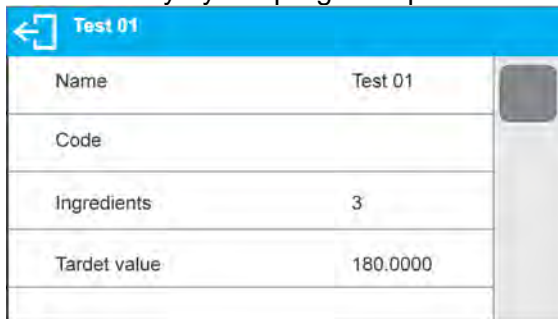 Test 01
Name Test 01
Code
Ingredients 3
Tardet value 180.0000